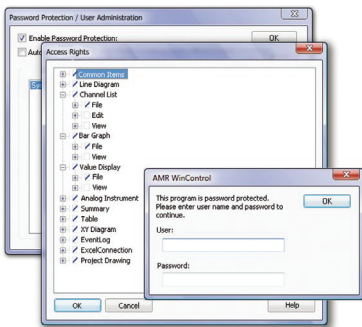 Password Protection / User Administration
Enable Password Protection:
OK
Access Rights
Common Items
Line Diagram
Channel List
File
Edit
View
Bar Graph
File
View
Value Display
File
View
Analog Instrument
Summary
Table
XY Diagram
EventLog
ExcelConnection
Project Drawing
OK
Cancel
Help
AMR WinControl
This program is password protected.
Please enter user name and password to
continue.
OK
User:
Password: